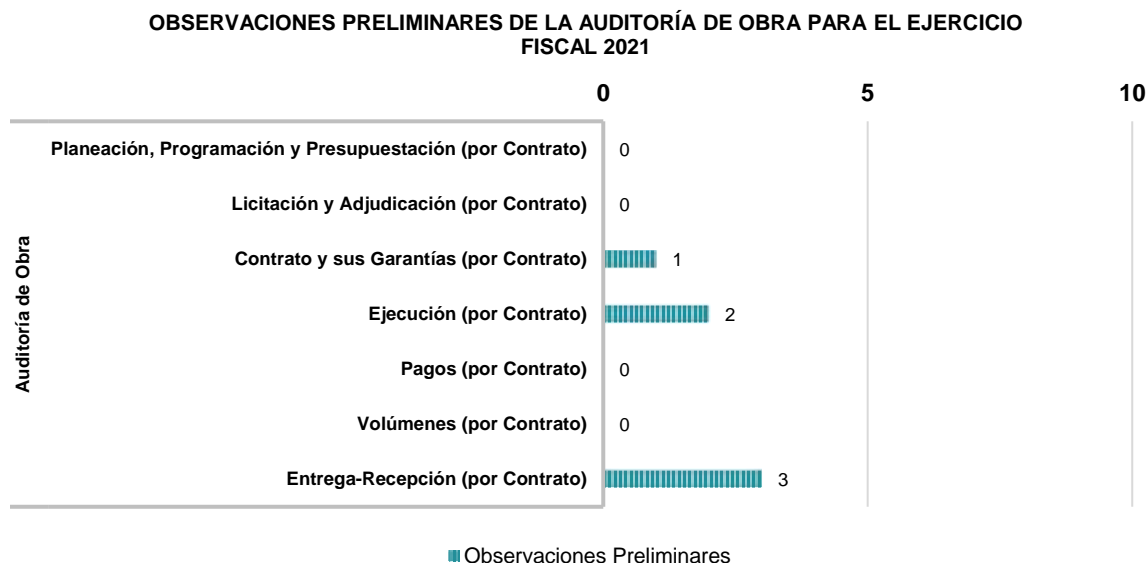 OBSERVACIONES PRELIMINARES DE LA AUDITORÍA DE OBRA PARA EL EJERCICIO
FISCAL 2021
0 5 10
Auditoría de Obra
Planeación, Programación y Presupuestación (por Contrato) 0
Licitación y Adjudicación (por Contrato) 0
Contrato y sus Garantías (por Contrato) 1
Ejecución (por Contrato) 2
Pagos (por Contrato) 0
Volúmenes (por Contrato) 0
Entrega-Recepción (por Contrato) 3
Observaciones Preliminares